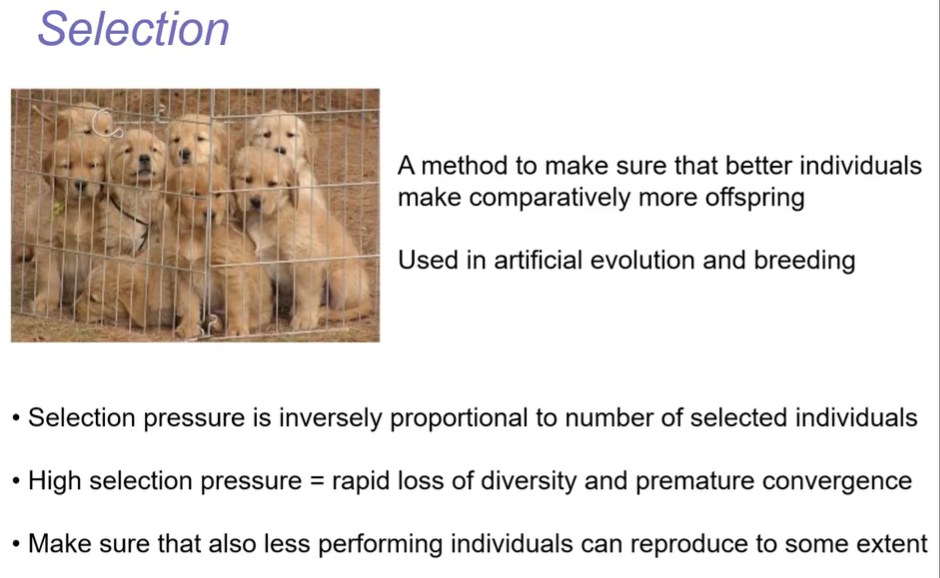 Selection
A method to make sure that better individuals
make comparatively more offspring
Used in artificial evolution and breeding
• Selection pressure is inversely proportional to number of selected individuals
• High selection pressure = rapid loss of diversity and premature convergence
• Make sure that also less performing individuals can reproduce to some extent